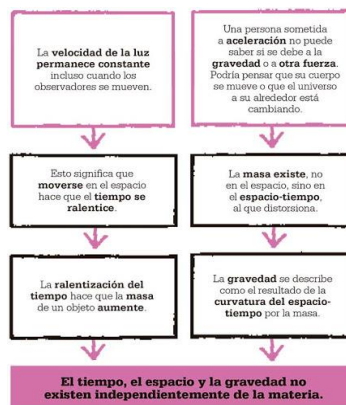 La velocidad de la luz
permanece constante
incluso cuando los
observadores se mueven.
Esto significa que
moverse en el espacio
hace que el tiempo se
ralentice.
La ralentización del
tiempo hace que la masa
de un objeto aumente.
Una persona sometida
a aceleración no puede
saber si se debe a la
gravedad o a otra fuerza.
Podría pensar que su cuerpo
se mueve o que el universo
a su alrededor está
cambiando.
La masa existe, no
en el espacio, sino en
el espacio-tiempo,
al que distorsiona.
La gravedad se describe
como el resultado de la
curvatura del espacio-
tiempo por la masa.
El tiempo, el espacio y la gravedad no
existen independientemente de la materia.